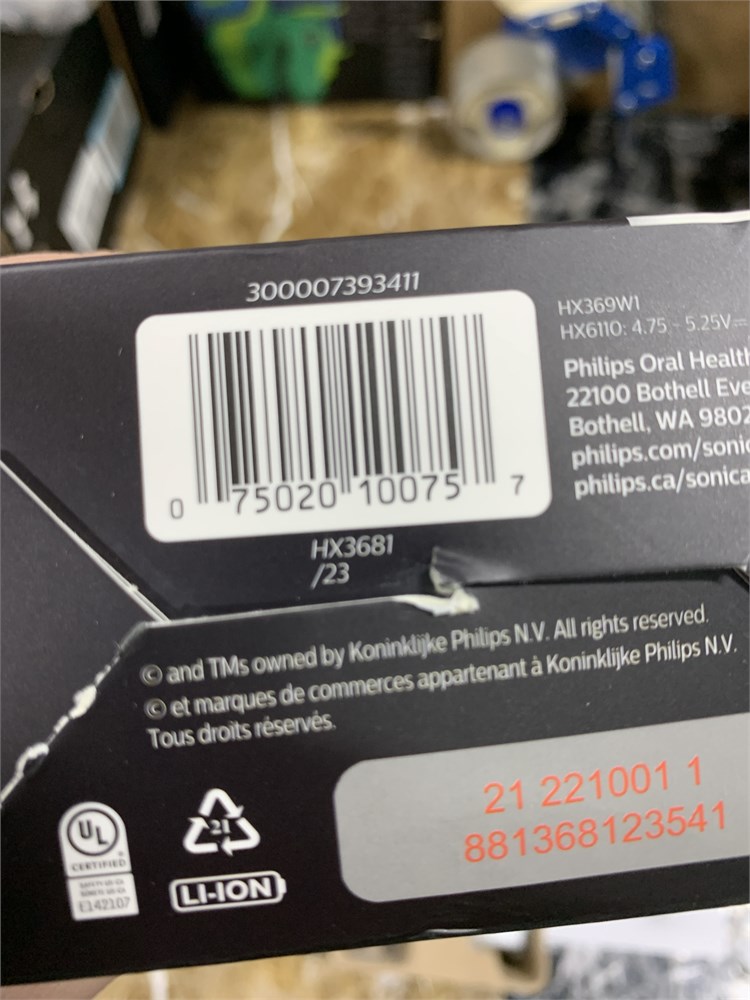 300007393411
0 75020 10075 7
HX3681
/23
HX369W1
HX6110: 4.75 - 5.25V
Philips Oral Health
22100 Bothell Eve
Bothell, WA 9802
philips.com/sonic
philips.ca/sonica
© and TMs owned by Koninklijke Philips N.V. All rights reserved.
© et marques de commerces appartenant à Koninklijke Philips N.V.
Tous droits réservés.
21 221001 1
881368123541
UL
®
CERTIFIED
E142107
21
LI-ION